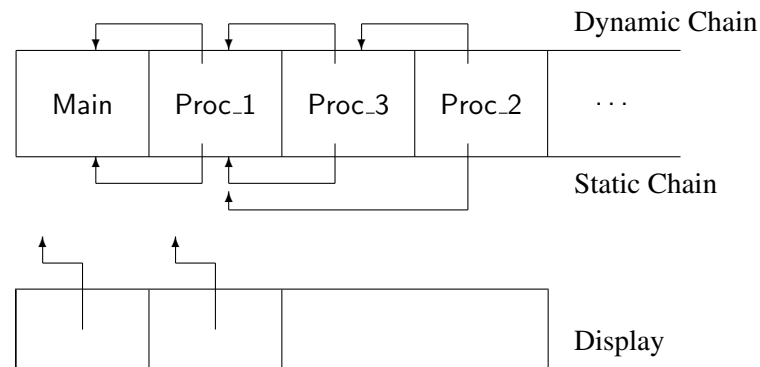 Dynamic Chain
Main Proc_1 Proc_3 Proc_2 . . .
Static Chain
Display